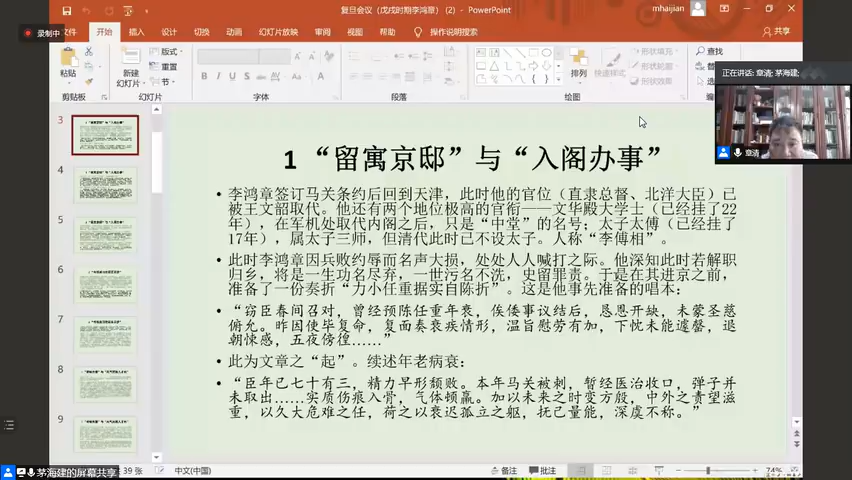 复旦会议（戊戌时期李鸿章）(2) - PowerPoint
mhaijian
录制中
文件
开始
插入
设计
切换
动画
幻灯片放映
审阅
视图
帮助
操作说明搜索
共享
粘贴
新建
幻灯片
版式
重置
节
排列
快速样式
形状填充
形状轮廓
形状效果
查找
替
选
剪贴板
幻灯片
字体
段落
绘图
正在讲话: 章清; 茅海建;
章清
3
4
5
6
7
8
9
1 “留寓京邸”与“入阁办事”
• 李鸿章签订马关条约后回到天津，此时他的官位（直隶总督、北洋大臣）已
被王文韶取代。他还有两个地位极高的官衔——文华殿大学士（已经挂了22
年），在军机处取代内阁之后，只是“中堂”的名号；太子太傅（已经挂了
17年），属太子三师，但清代此时已不设太子。人称“李傅相”。
• 此时李鸿章因兵败约辱而名声大损，处处人人喊打之际。他深知此时若解职
归乡，将是一生功名尽弃，一世污名不洗，史留罪责。于是在其进京之前，
准备了一份奏折“力小任重据实自陈折”。这是他事先准备的唱本：
• “窃臣春间召对，曾经预陈任重年衰，俟倭事议结后，恳恩开缺，未蒙圣慈
俯允。昨因使毕复命，复面奏衰疾情形，温旨慰劳有加，下忱未能遽罄，退
朝悚感，五夜傍徨……”
• 此为文章之“起”。续述年老病衰：
• “臣年已七十有三，精力早形颓败。本年马关被刺，暂经医治收口，弹子并
未取出……实质伤痕入骨，气体顿羸。加以未来之时变方殷，中外之责望滋
重，以久大危难之任，荷之以衰迟孤立之躯，抚己量能，深虞不称。”
茅海建的屏幕共享
39 张
中文(中国)
备注
批注
74%